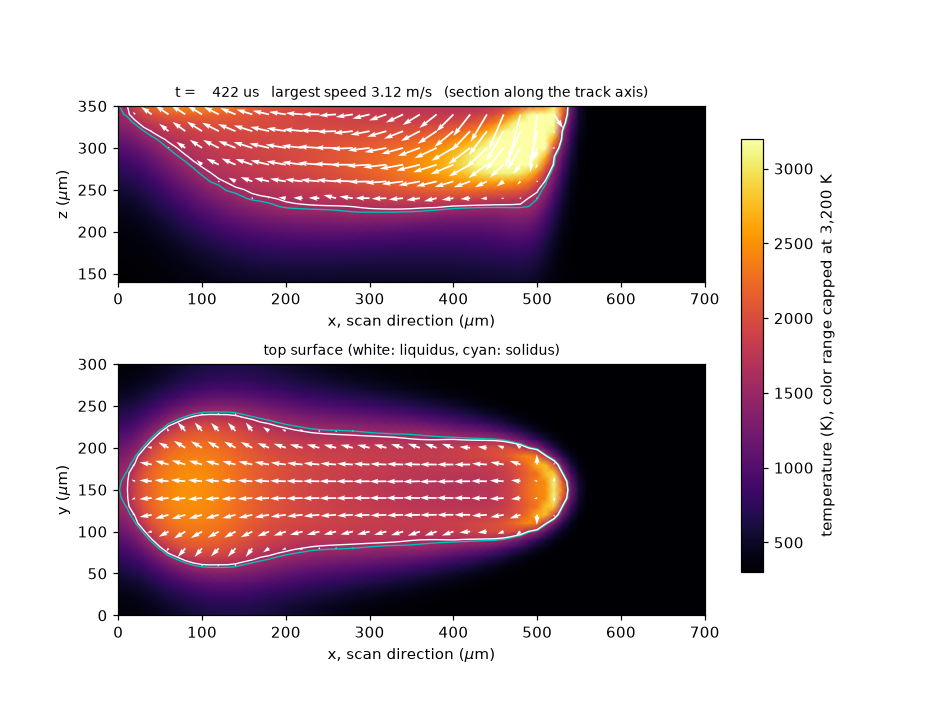 t =    422 us   largest speed 3.12 m/s   (section along the track axis)
350
300
250
200
150
z (μm)
0 100 200 300 400 500 600 700
x, scan direction (μm)
top surface (white: liquidus, cyan: solidus)
300
250
200
150
100
50
0
y (μm)
0 100 200 300 400 500 600 700
x, scan direction (μm)
3000
2500
2000
1500
1000
500
temperature (K), color range capped at 3,200 K